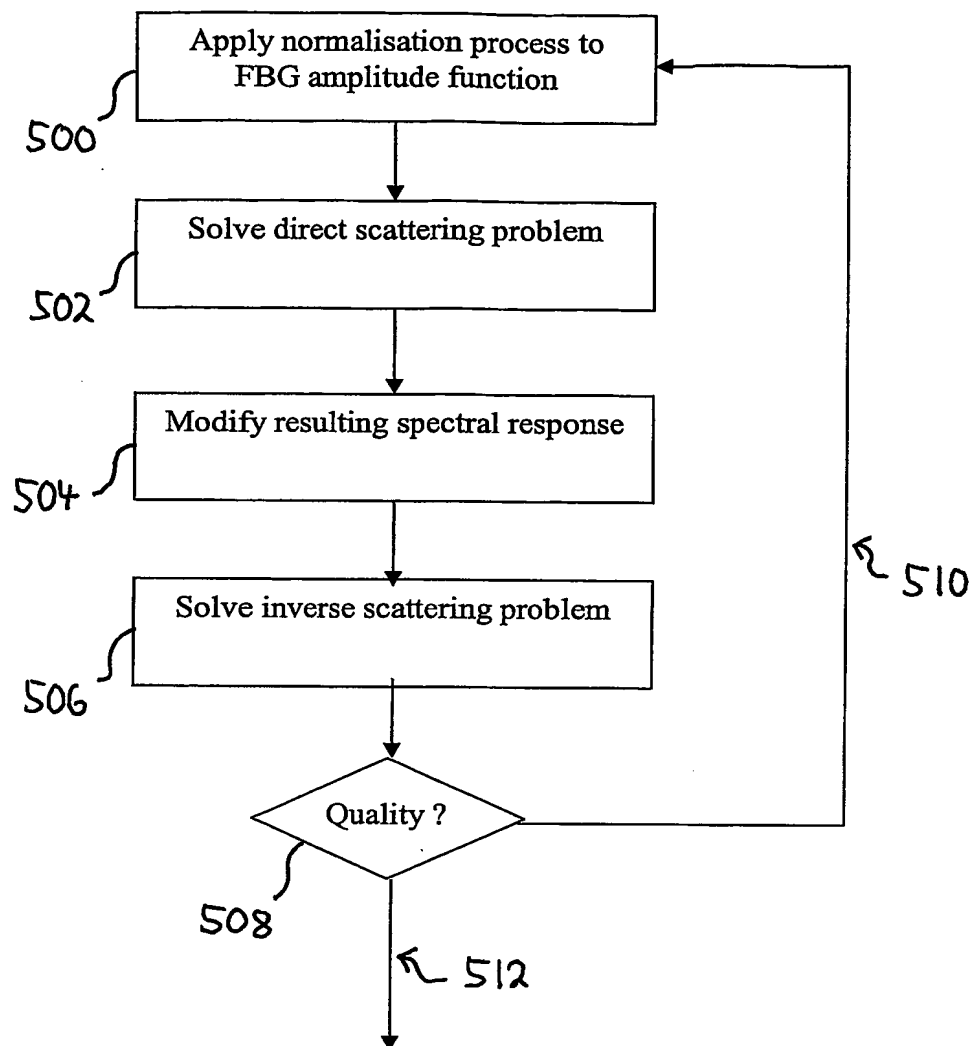 Apply normalisation process to
FBG amplitude function
500
Solve direct scattering problem
502
Modify resulting spectral response
504
Solve inverse scattering problem
506
510
Quality ?
508
512